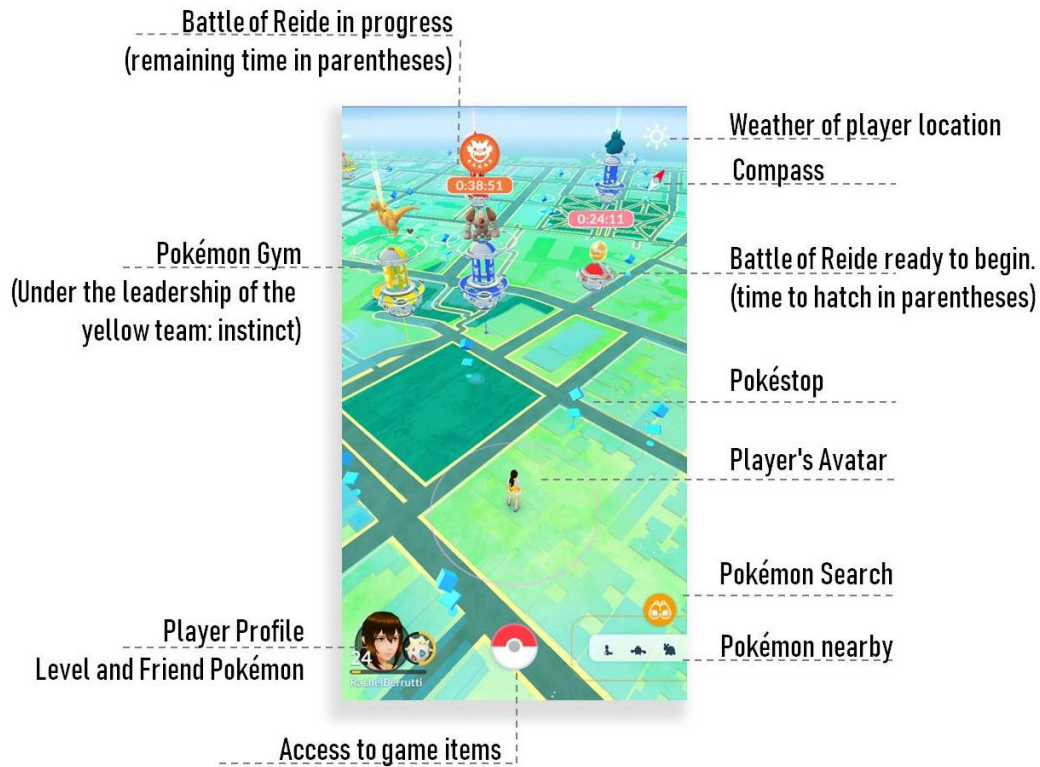 Battle of Reide in progress
(remaining time in parentheses)
Weather of player location
Compass
0:38:51
0:24:11
Pokémon Gym
(Under the leadership of the
yellow team: instinct)
Battle of Reide ready to begin.
(time to hatch in parentheses)
Pokéstop
Player's Avatar
Pokémon Search
Pokémon nearby
Player Profile
Level and Friend Pokémon
24
RachelBerrutti
Access to game items